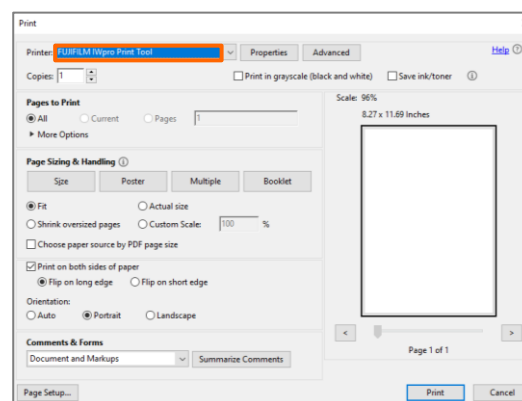 Print
Printer: FUJIFILM IWpro Print Tool Properties Advanced Help
Copies: 1 Print in grayscale (black and white) Save ink/toner
Pages to Print
All Current Pages 1
More Options
Scale: 96%
8.27 x 11.69 Inches
Page Sizing & Handling
Size Poster Multiple Booklet
Fit Actual size
Shrink oversized pages Custom Scale: 100 %
Choose paper source by PDF page size
Print on both sides of paper
Flip on long edge Flip on short edge
Orientation:
Auto Portrait Landscape
Comments & Forms
Document and Markups Summarize Comments
< >
Page 1 of 1
Page Setup... Print Cancel